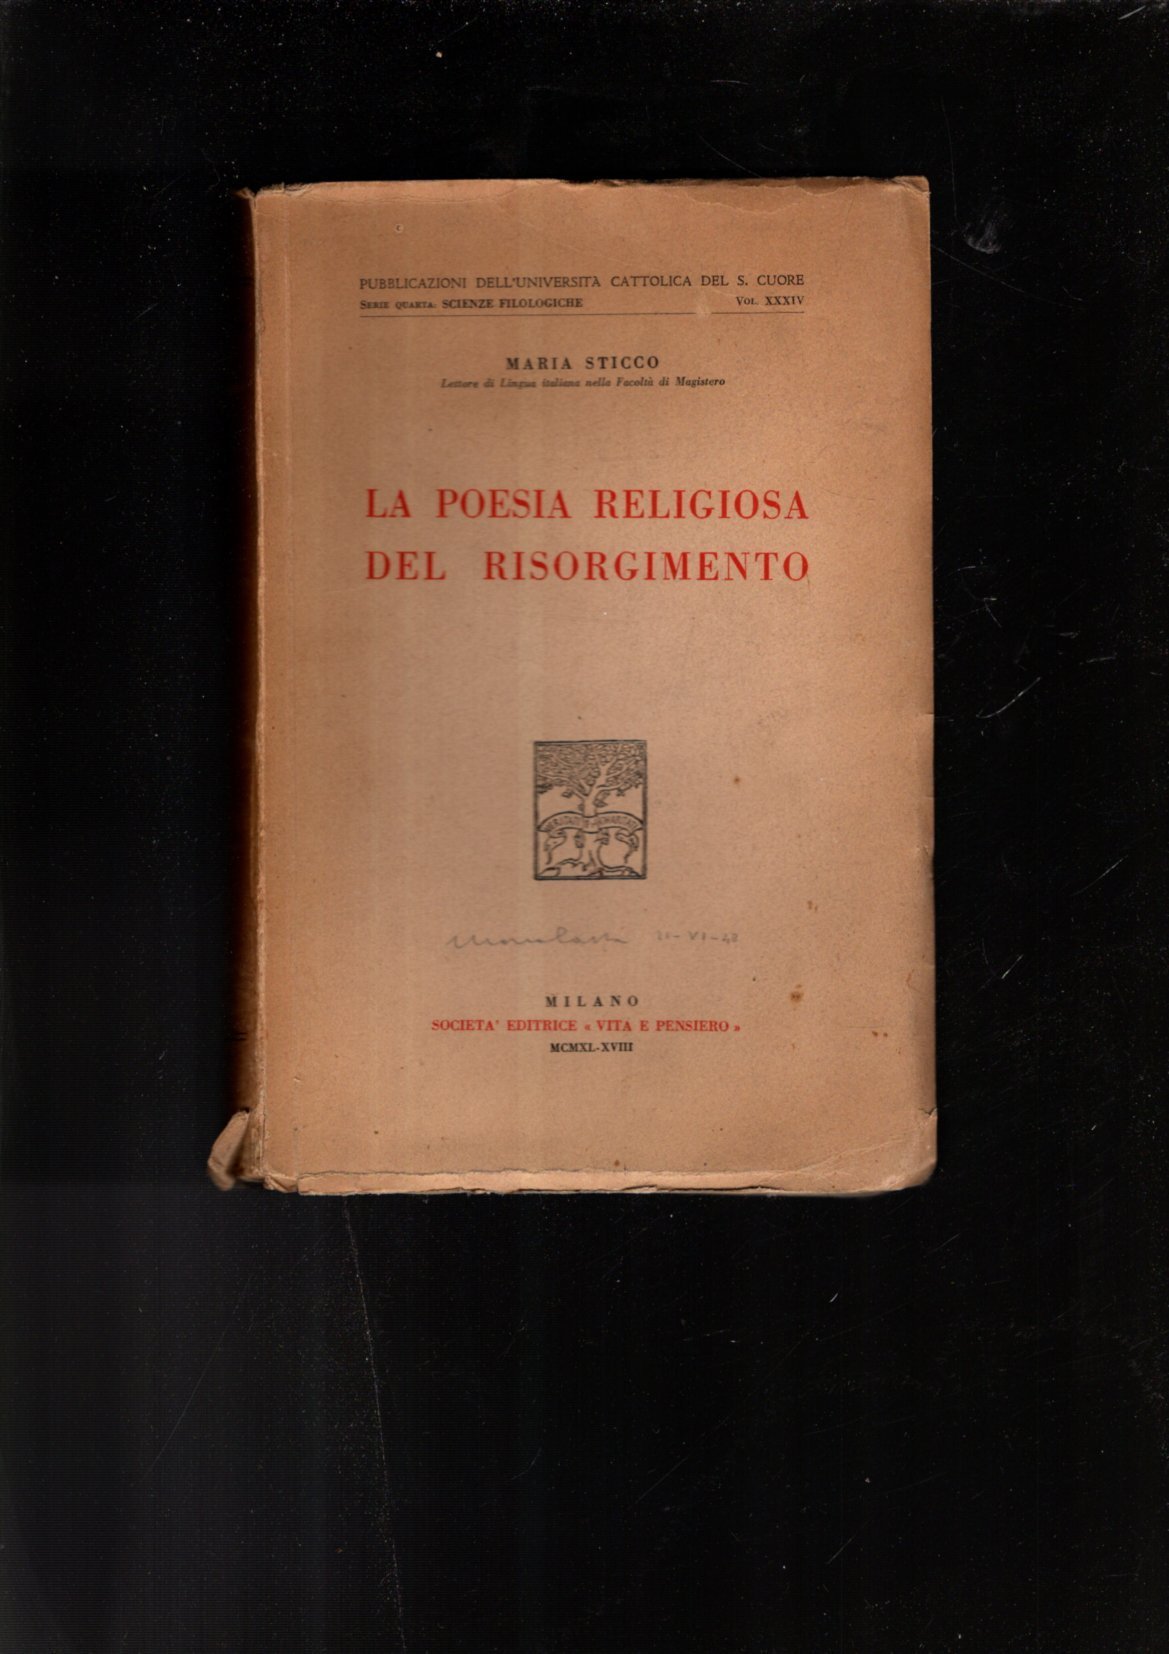 PUBBLICAZIONI DELL'UNIVERSITÀ CATTOLICA DEL S. CUORE
SERIE QUARTA: SCIENZE FILOLOGICHE VOL. XXXIV
MARIA STICCO
Lettore di Lingua italiana nella Facoltà di Magistero
LA POESIA RELIGIOSA
DEL RISORGIMENTO
MILANO
SOCIETA' EDITRICE « VITA E PENSIERO »
MCMXL-XVIII